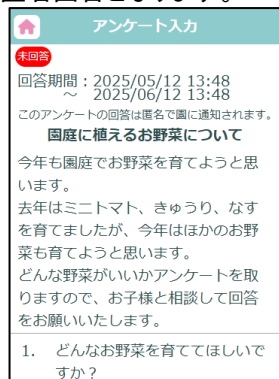 アンケート入力
未回答
回答期間：2025/05/12 13:48
～ 2025/06/12 13:48
このアンケートの回答は匿名で園に通知されます。
園庭に植えるお野菜について
今年も園庭でお野菜を育てようと思
います。
去年はミニトマト、きゅうり、なす
を育てましたが、今年はほかのお野
菜も育てようと思います。
どんな野菜がいいかアンケートを取
りますので、お子様と相談して回答
をお願いいたします。
1. どんなお野菜を育ててほしいで
すか？